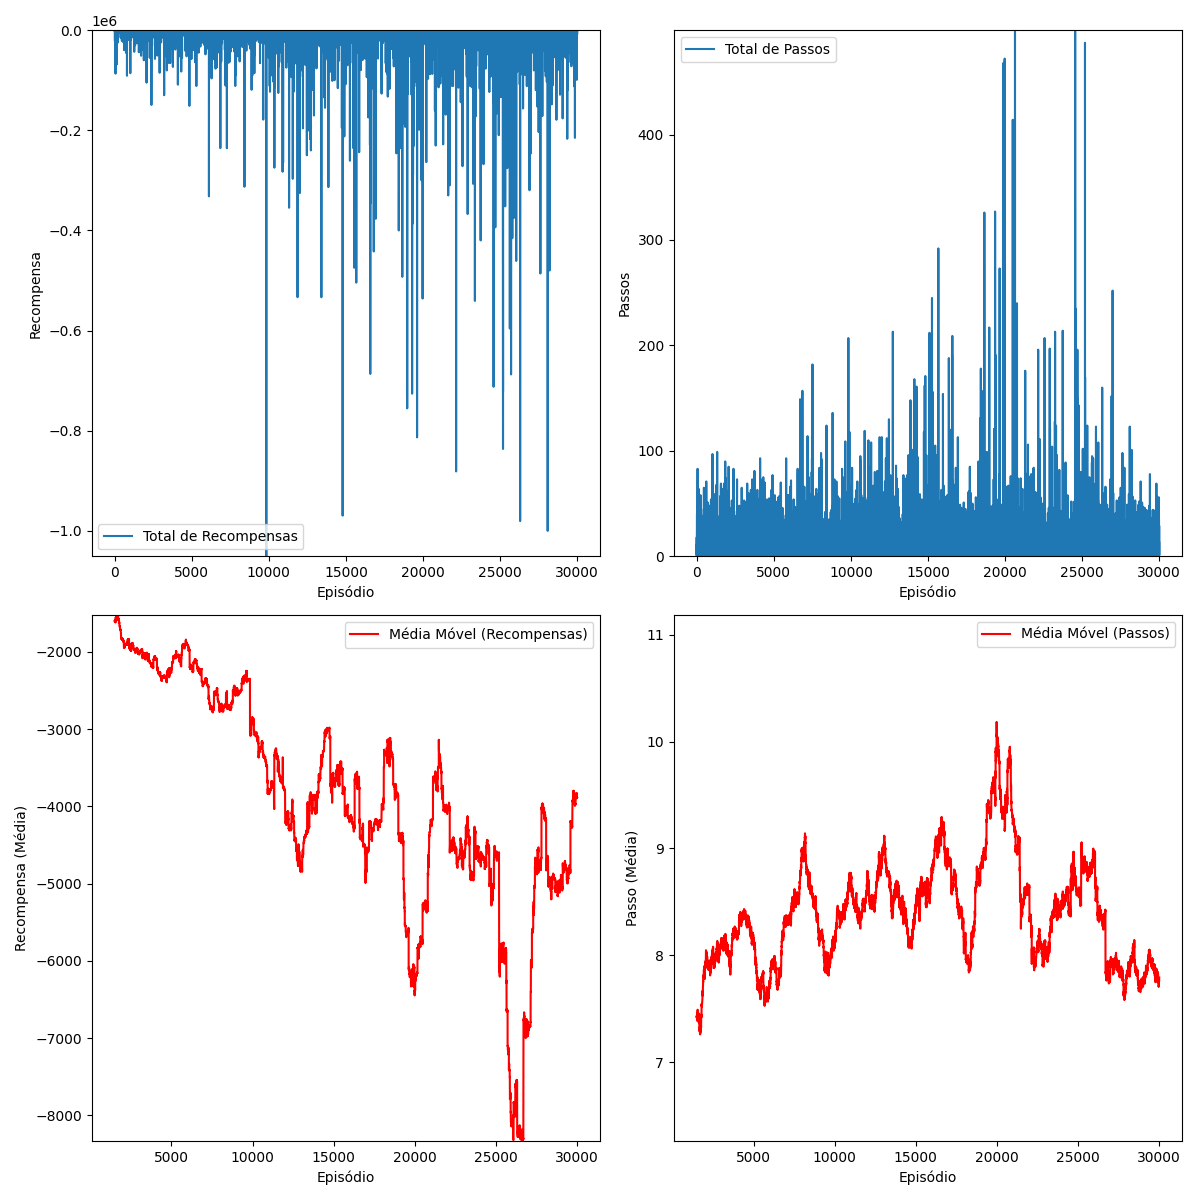 1e6
0.0
−0.2
−0.4
−0.6
−0.8
−1.0
Recompensa
Total de Recompensas
0 5000 10000 15000 20000 25000 30000
Episódio
Total de Passos
400
300
200
100
0
Passos
0 5000 10000 15000 20000 25000 30000
Episódio
Média Móvel (Recompensas)
−2000
−3000
−4000
−5000
−6000
−7000
−8000
Recompensa (Média)
5000 10000 15000 20000 25000 30000
Episódio
Média Móvel (Passos)
11
10
9
8
7
Passo (Média)
5000 10000 15000 20000 25000 30000
Episódio